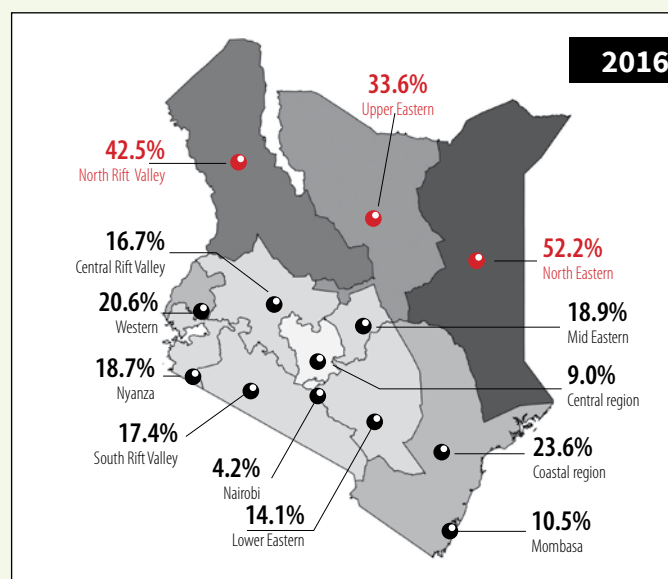 2016
33.6%
Upper Eastern
42.5%
North Rift Valley
16.7%
Central Rift Valley
52.2%
North Eastern
20.6%
Western
18.9%
Mid Eastern
18.7%
Nyanza
9.0%
Central region
17.4%
South Rift Valley
4.2%
Nairobi
23.6%
Coastal region
14.1%
Lower Eastern
10.5%
Mombasa